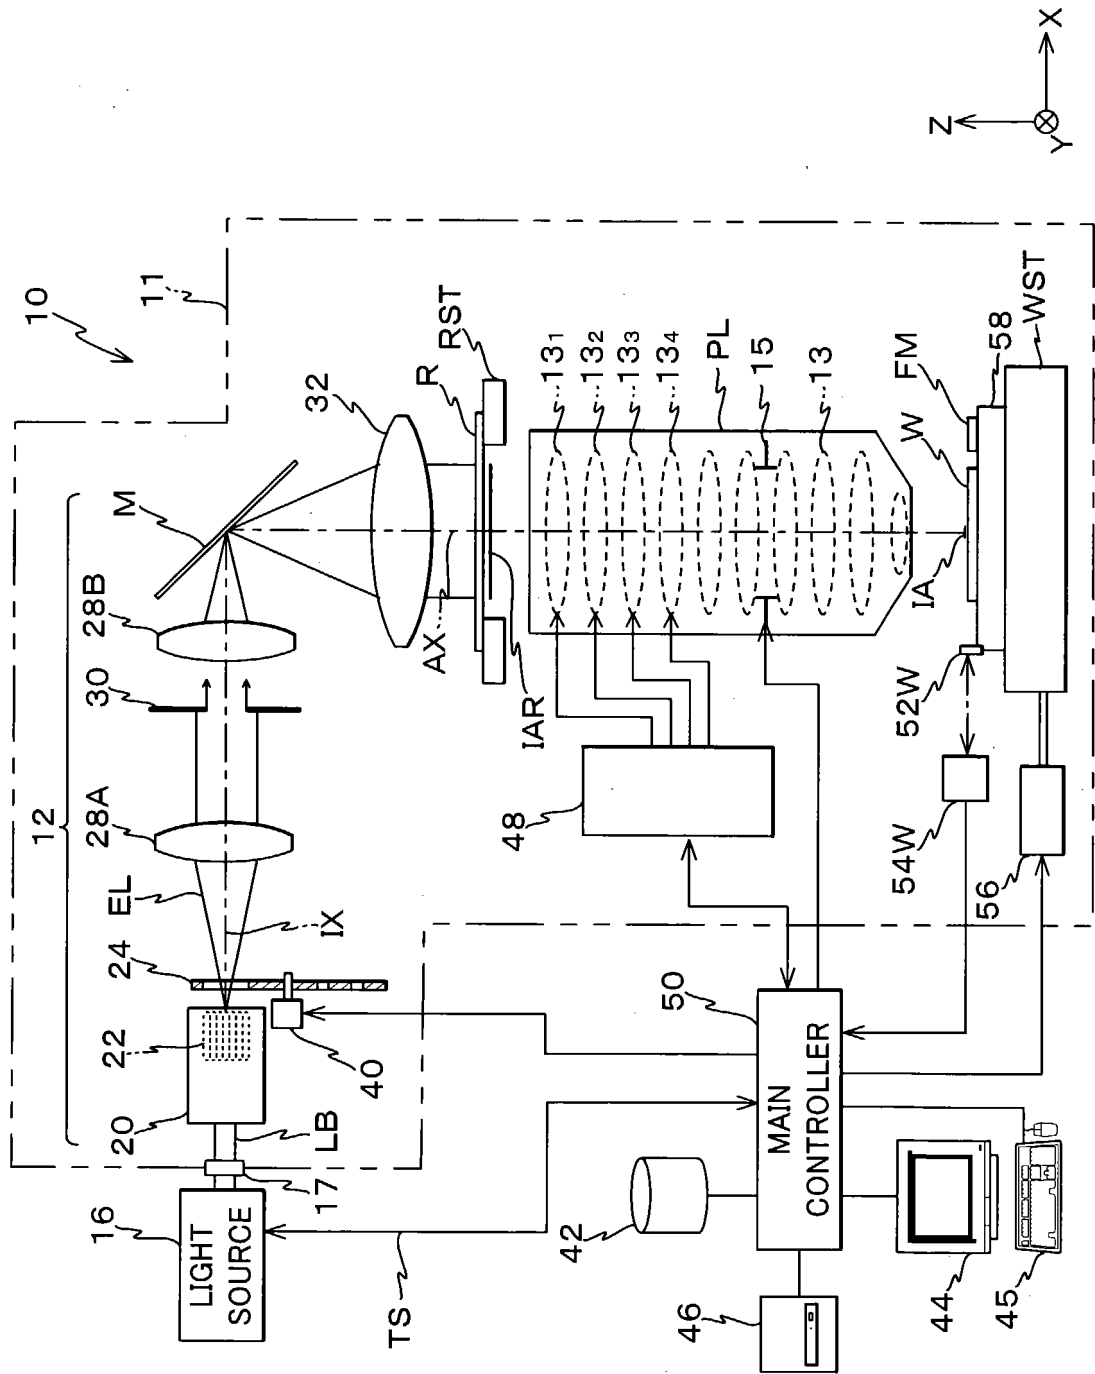 10
11
12
M
28B
30
28A
EL
IX
24
22
20
LB
17
16
LIGHT
SOURCE
40
TS
32
R
RST
AX
IAR
13₁
13₂
13₃
13₄
PL
15
13
48
50
MAIN
CONTROLLER
42
46
44
45
FM
W
58
WST
IA
52W
54W
56
Z
X
Y